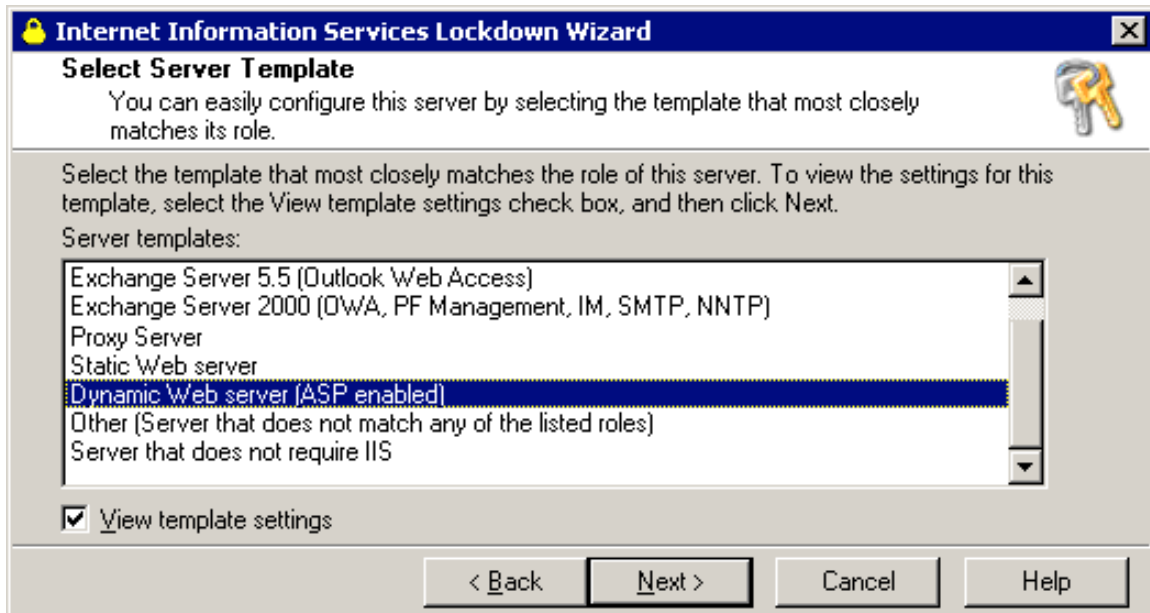 Internet Information Services Lockdown Wizard
Select Server Template
You can easily configure this server by selecting the template that most closely
matches its role.
Select the template that most closely matches the role of this server. To view the settings for this
template, select the View template settings check box, and then click Next.
Server templates:
Exchange Server 5.5 (Outlook Web Access)
Exchange Server 2000 (OWA, PF Management, IM, SMTP, NNTP)
Proxy Server
Static Web server
Dynamic Web server (ASP enabled)
Other (Server that does not match any of the listed roles)
Server that does not require IIS
View template settings
< Back Next > Cancel Help